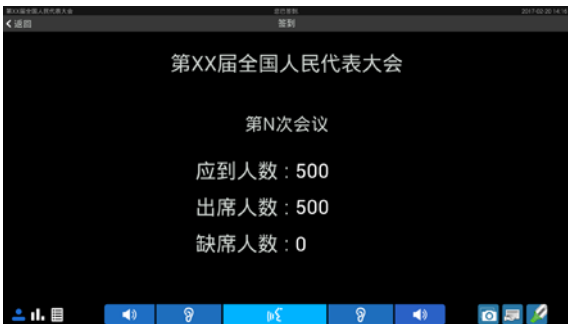 第XX届全国人民代表大会
2017-02-20 14:16
返回
签到
第XX届全国人民代表大会
第N次会议
应到人数：500
出席人数：500
缺席人数：0